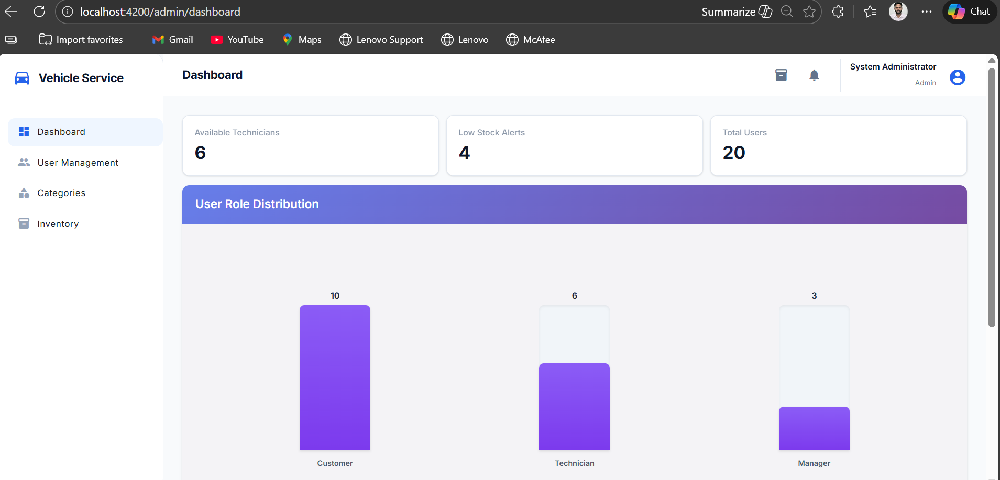 localhost:4200/admin/dashboard
Summarize
Chat
Import favorites
Gmail
YouTube
Maps
Lenovo Support
Lenovo
McAfee
Vehicle Service
Dashboard
System Administrator
Admin
Dashboard
User Management
Categories
Inventory
Available Technicians
6
Low Stock Alerts
4
Total Users
20
User Role Distribution
10
6
3
Customer
Technician
Manager